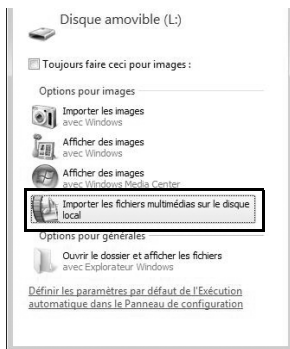 Disque amovible (L:)
Toujours faire ceci pour images :
Options pour images
Importer les images
avec Windows
Afficher des images
avec Windows
Afficher des images
avec Windows Media Center
Importer les fichiers multimédias sur le disque
local
Options pour générales
Ouvrir le dossier et afficher les fichiers
avec Explorateur Windows
Définir les paramètres par défaut de l'Exécution
automatique dans le Panneau de configuration